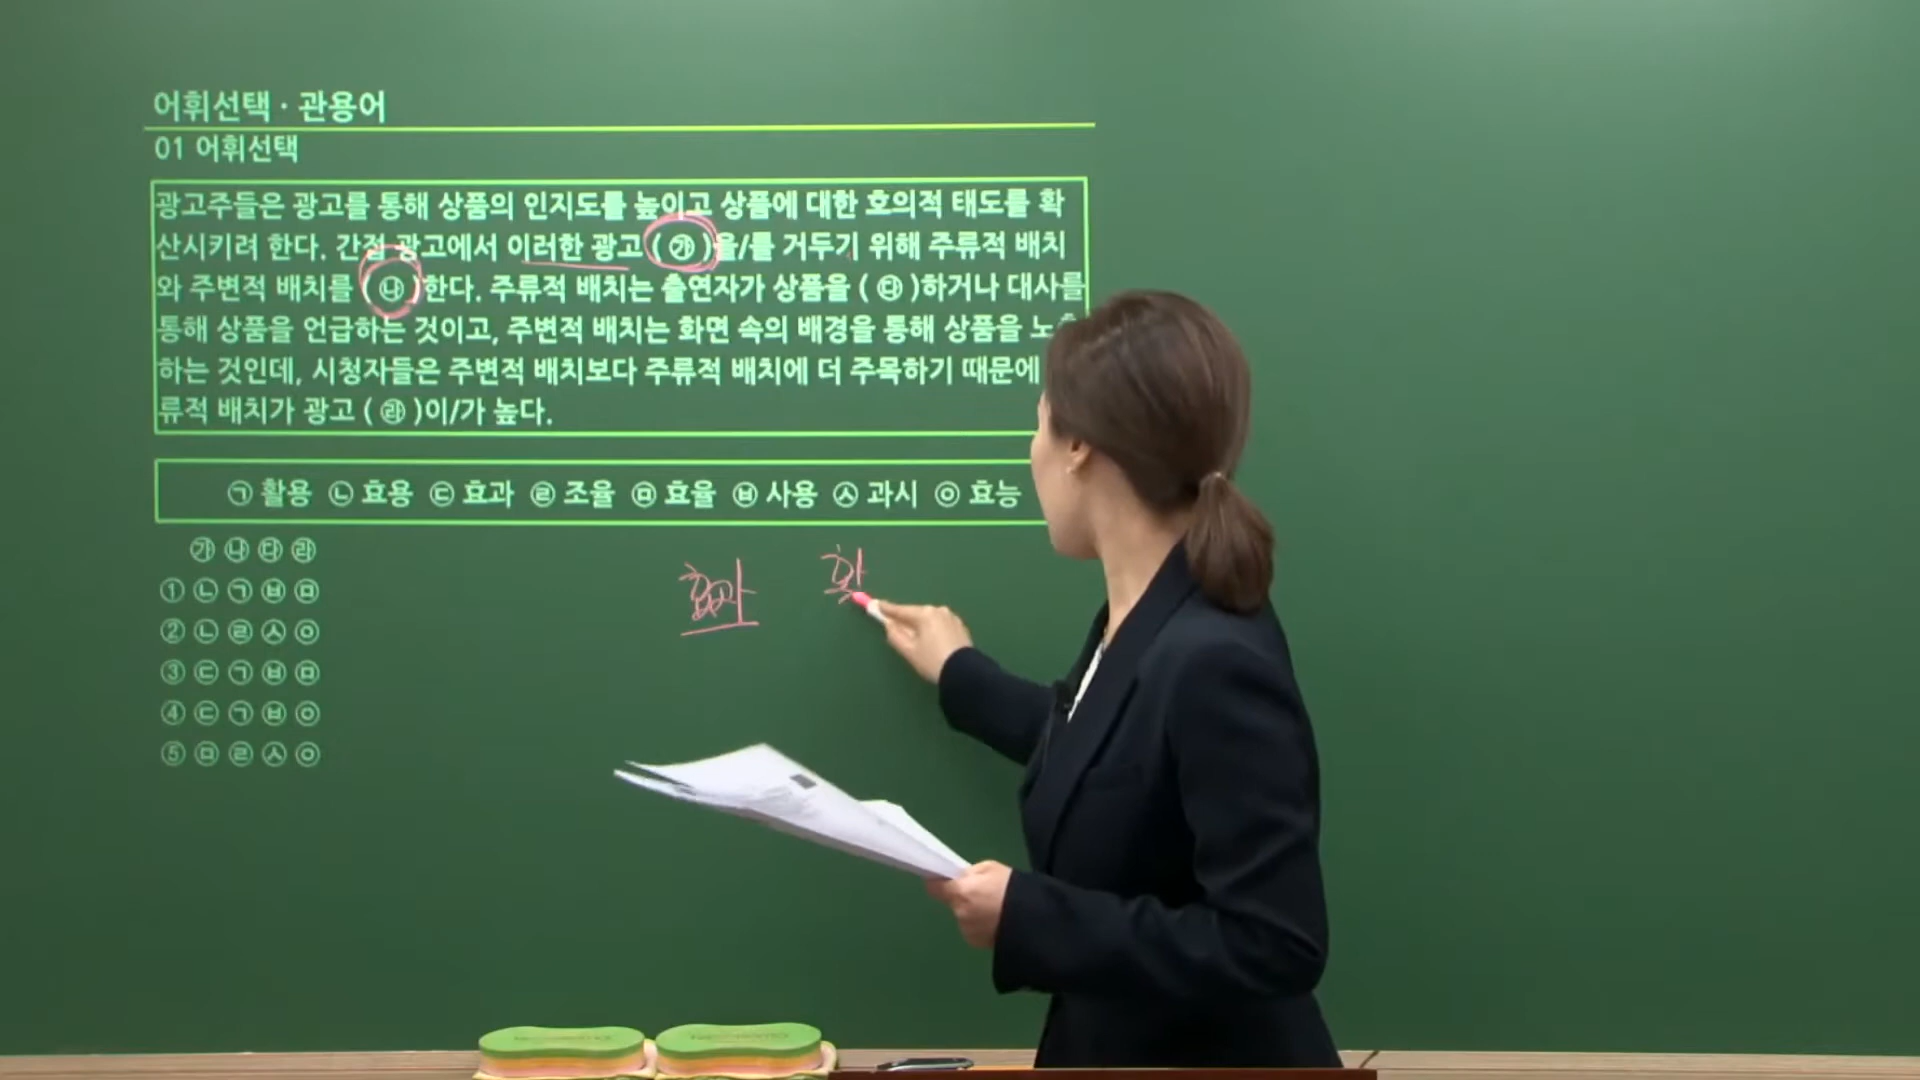 어휘선택 · 관용어
01 어휘선택
광고주들은 광고를 통해 상품의 인지도를 높이고 상품에 대한 호의적 태도를 확
산시키려 한다. 간접 광고에서 이러한 광고 ( ㉮ )을/를 거두기 위해 주류적 배치
와 주변적 배치를 ( ㉯ )한다. 주류적 배치는 출연자가 상품을 ( ㉰ )하거나 대사를
통해 상품을 언급하는 것이고, 주변적 배치는 화면 속의 배경을 통해 상품을
하는 것인데, 시청자들은 주변적 배치보다 주류적 배치에 더 주목하기 때문에
류적 배치가 광고 ( ㉱ )이/가 높다.
㉠ 활용 ㉡ 효용 ㉢ 효과 ㉣ 조율 ㉤ 효율 ㉥ 사용 ㉦ 과시 ㉧ 효능
㉮ ㉯ ㉰ ㉱
① ㉡ ㉠ ㉥ ㉤
② ㉡ ㉣ ㉦ ㉧
③ ㉢ ㉠ ㉥ ㉤
④ ㉢ ㉠ ㉥ ㉧
⑤ ㉤ ㉣ ㉦ ㉧
효과